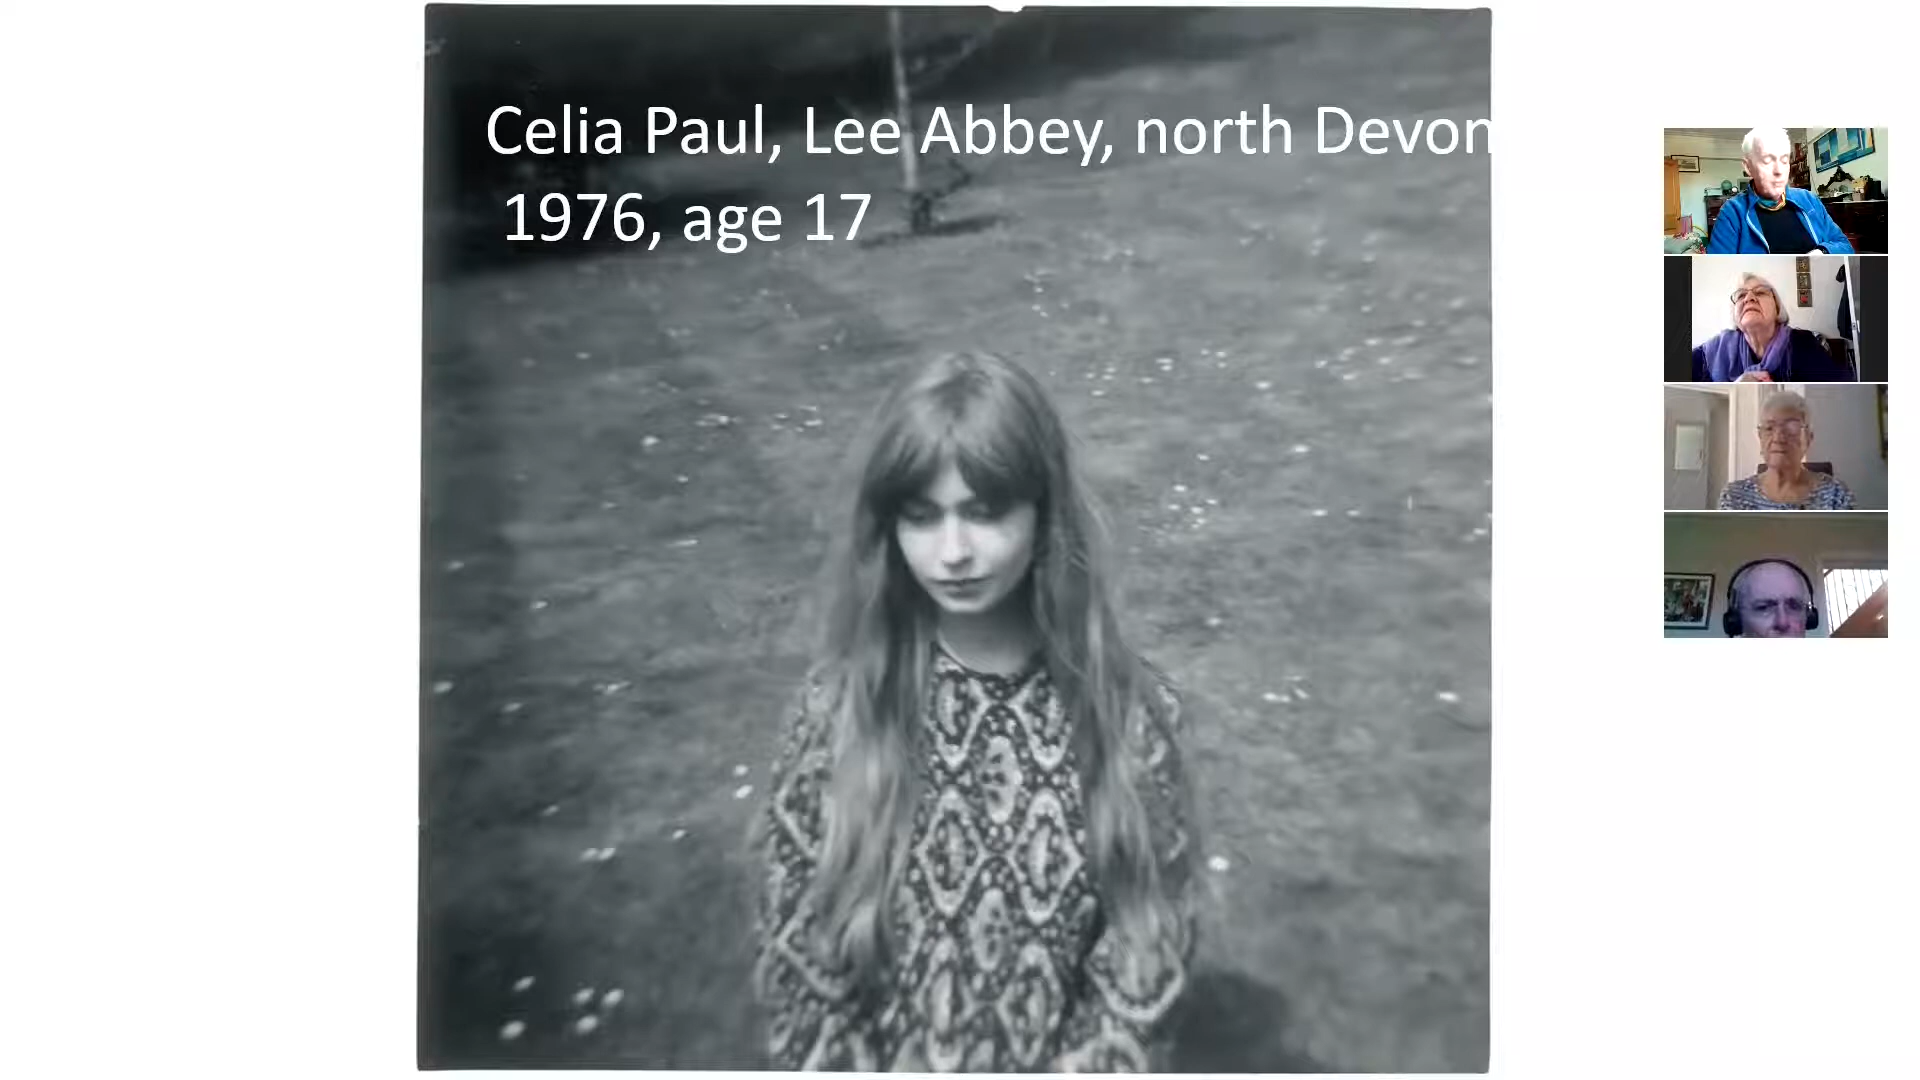 Celia Paul, Lee Abbey, north Devon
1976, age 17